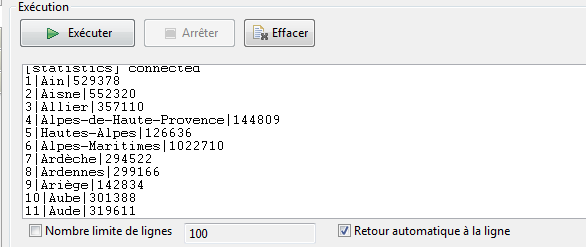 Exécution
Exécuter
Arrêter
Effacer
[statistics] connected
1|Ain|529378
2|Aisne|552320
3|Allier|357110
4|Alpes-de-Haute-Provence|144809
5|Hautes-Alpes|126636
6|Alpes-Maritimes|1022710
7|Ardèche|294522
8|Ardennes|299166
9|Ariège|142834
10|Aube|301388
11|Aude|319611
Nombre limite de lignes
100
Retour automatique à la ligne